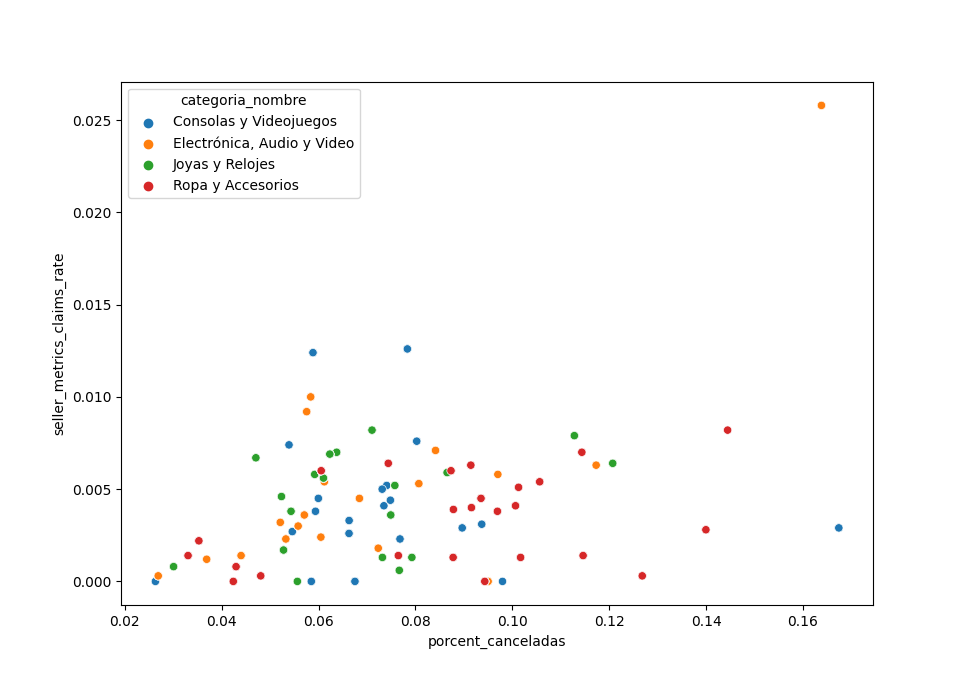 categoria_nombre
Consolas y Videojuegos
Electrónica, Audio y Video
Joyas y Relojes
Ropa y Accesorios
0.025
0.020
0.015
0.010
0.005
0.000
seller_metrics_claims_rate
0.02 0.04 0.06 0.08 0.10 0.12 0.14 0.16
porcent_canceladas